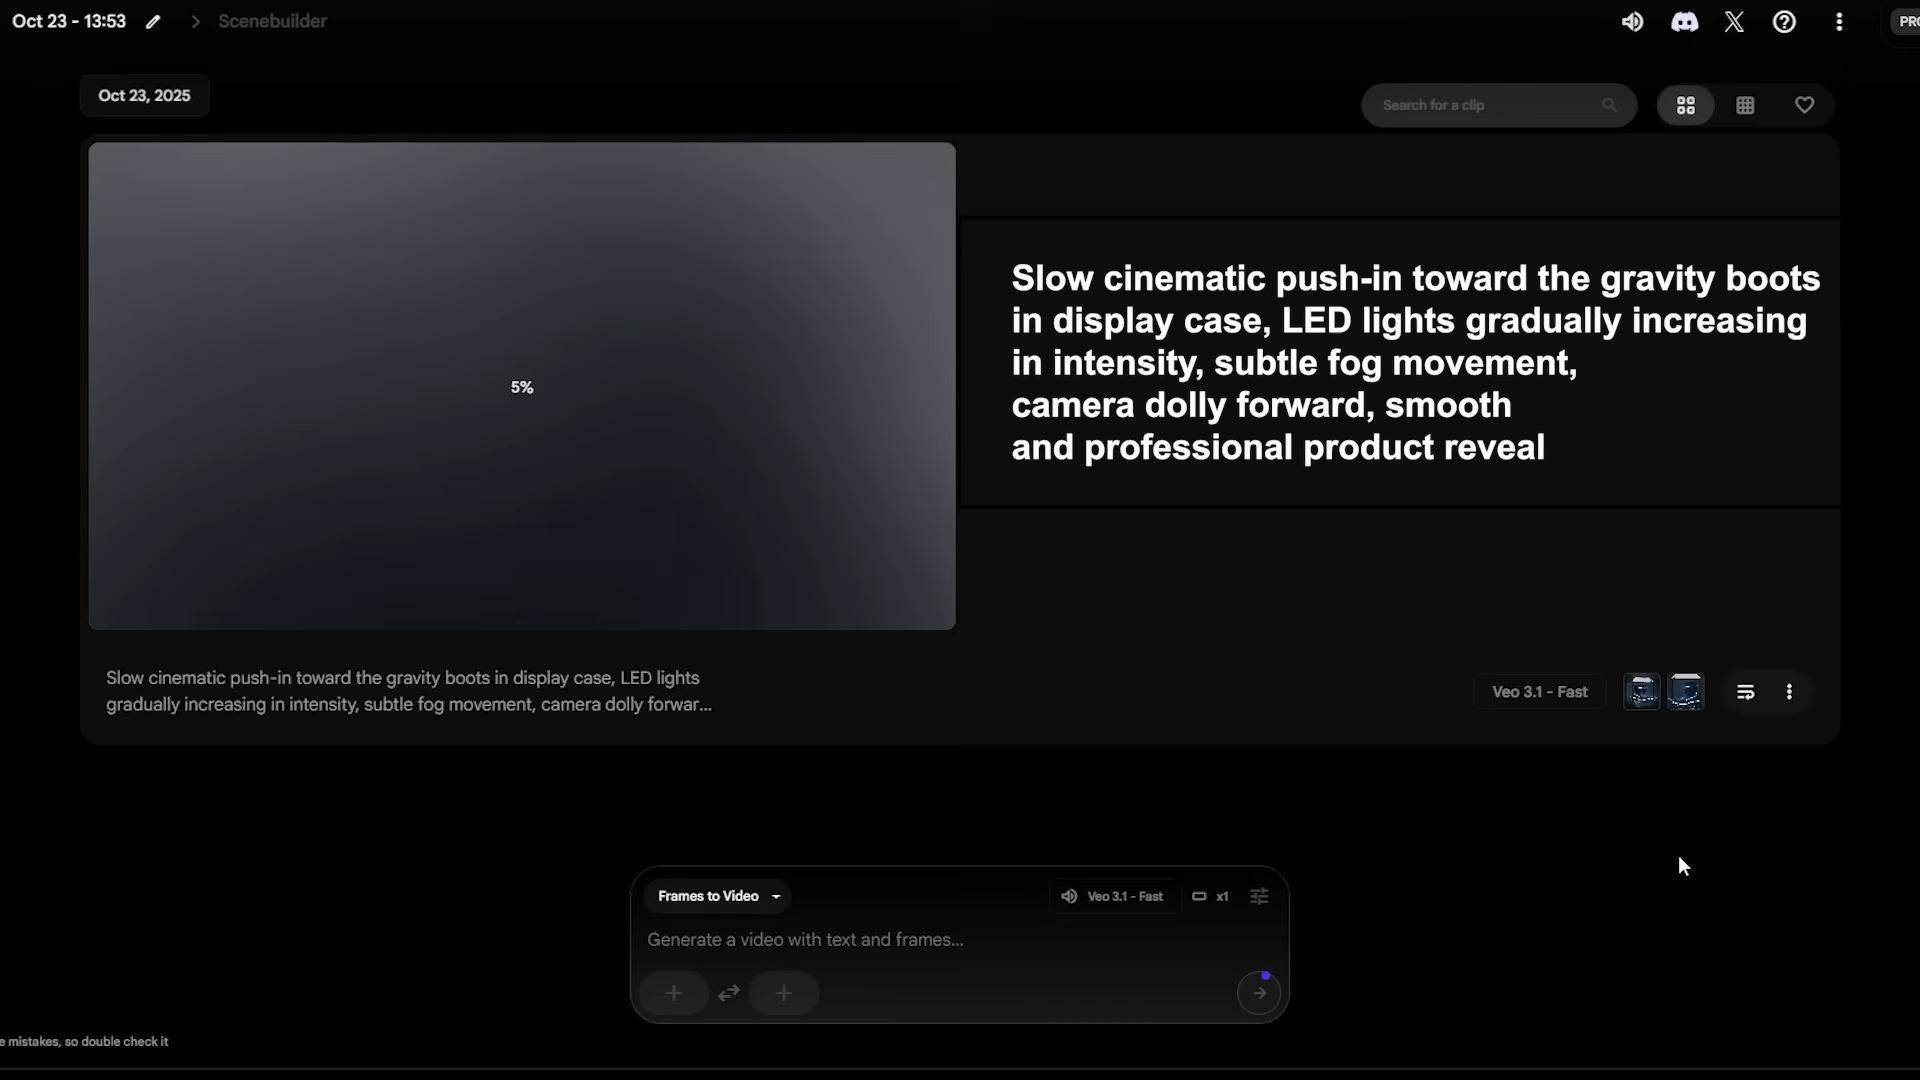 Oct 23 - 13:53
Scenebuilder
PRO
Oct 23, 2025
Search for a clip
5%
Slow cinematic push-in toward the gravity boots
in display case, LED lights gradually increasing
in intensity, subtle fog movement,
camera dolly forward, smooth
and professional product reveal
Slow cinematic push-in toward the gravity boots in display case, LED lights
gradually increasing in intensity, subtle fog movement, camera dolly forwar...
Veo 3.1 - Fast
Frames to Video
Veo 3.1 - Fast
x1
Generate a video with text and frames...
e mistakes, so double check it